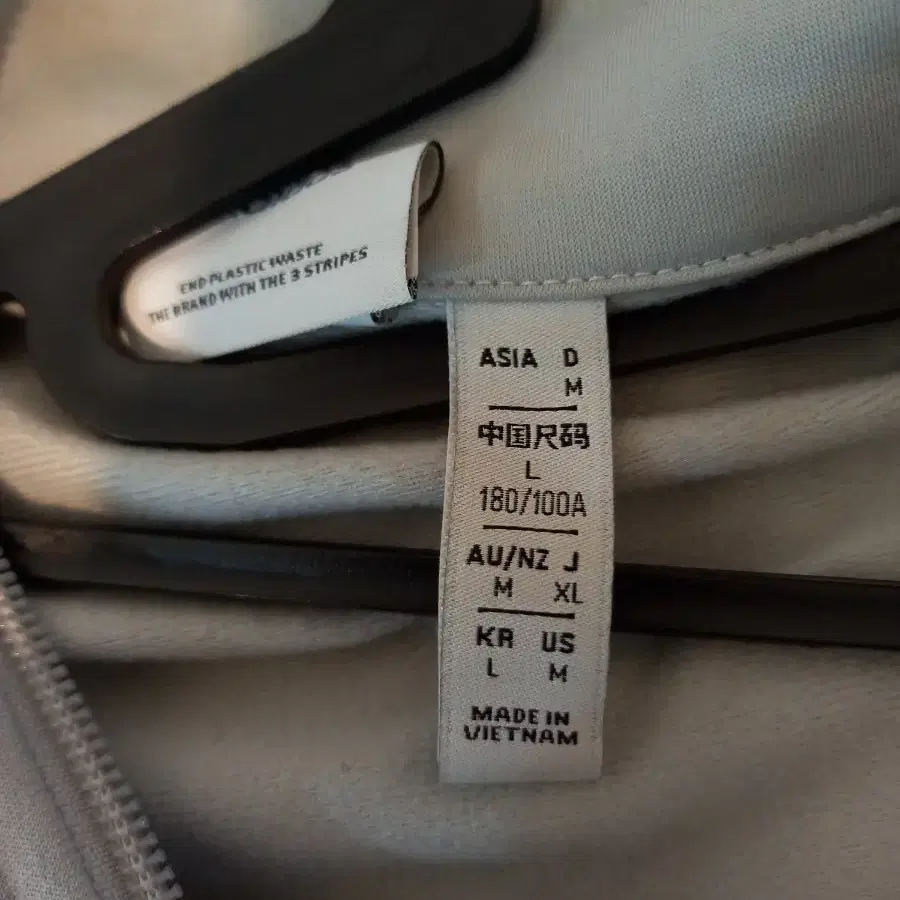 END PLASTIC WASTE
THE BRAND WITH THE 3 STRIPES
ASIA D
M
中国尺码
L
180/100A
AU/NZ J
M XL
KR US
L M
MADE IN
VIETNAM